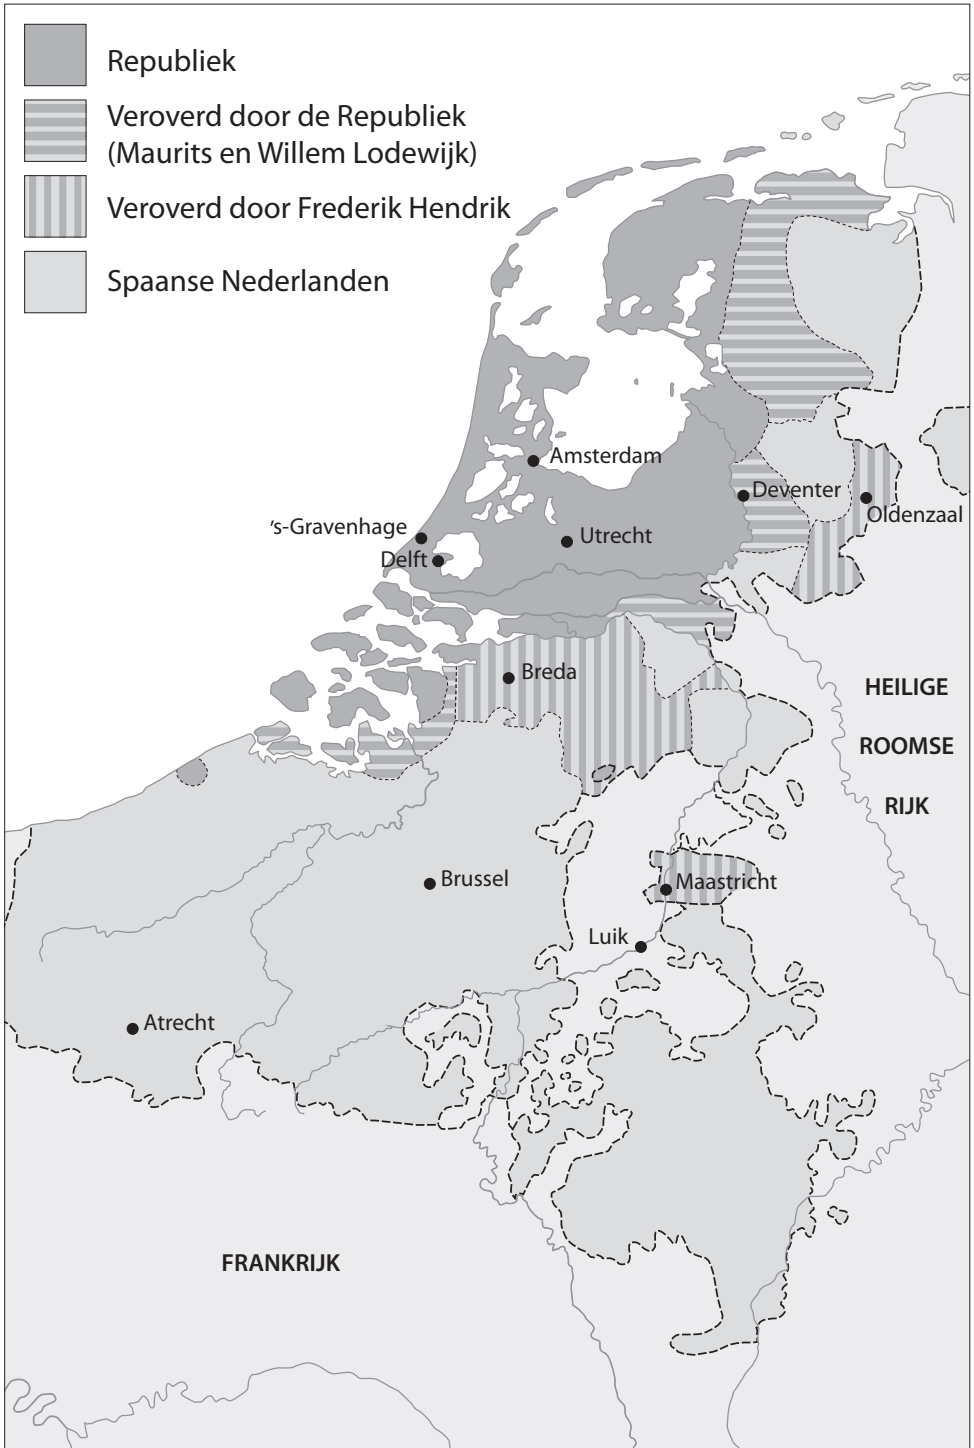 Republiek
Veroverd door de Republiek
(Maurits en Willem Lodewijk)
Veroverd door Frederik Hendrik
Spaanse Nederlanden
Amsterdam
Deventer
Oldenzaal
's-Gravenhage
Utrecht
Delft
Breda
HEILIGE
ROOMSE
RIJK
Brussel
Maastricht
Luik
Atrecht
FRANKRIJK